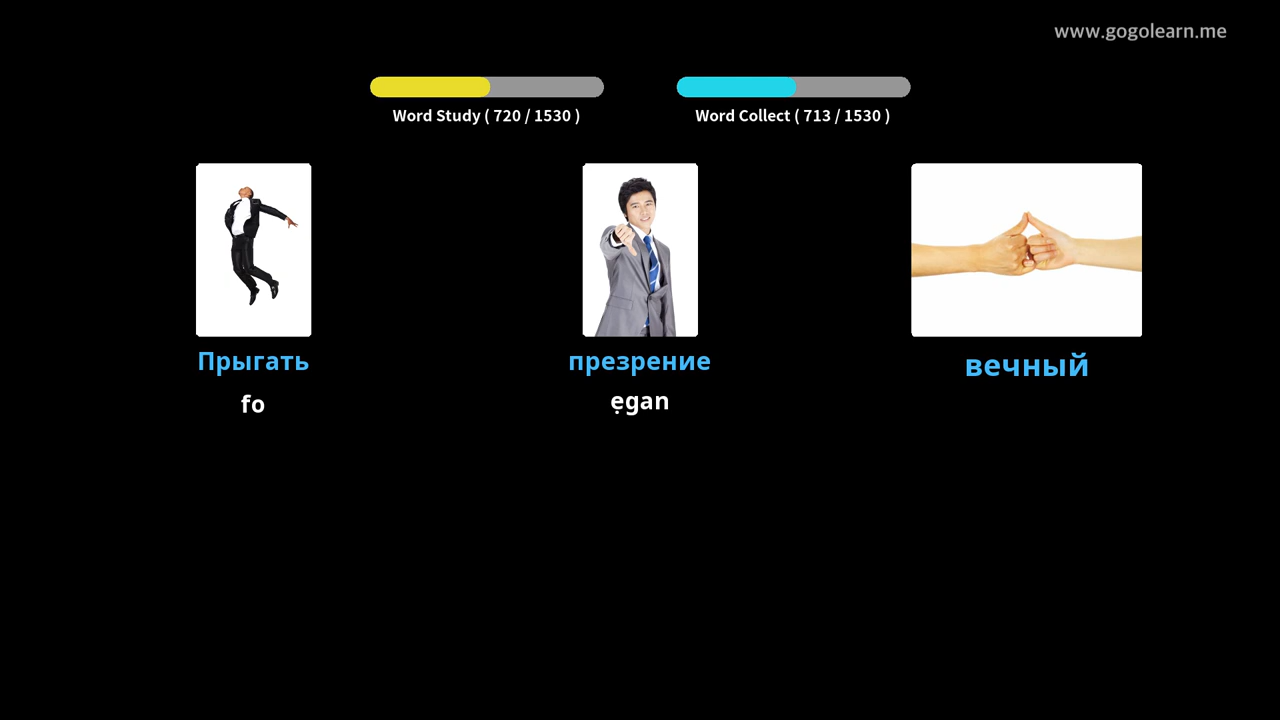 www.gogolearn.me
Word Study ( 720 / 1530 )
Word Collect ( 713 / 1530 )
Прыгать
fo
презрение
ẹgan
вечный